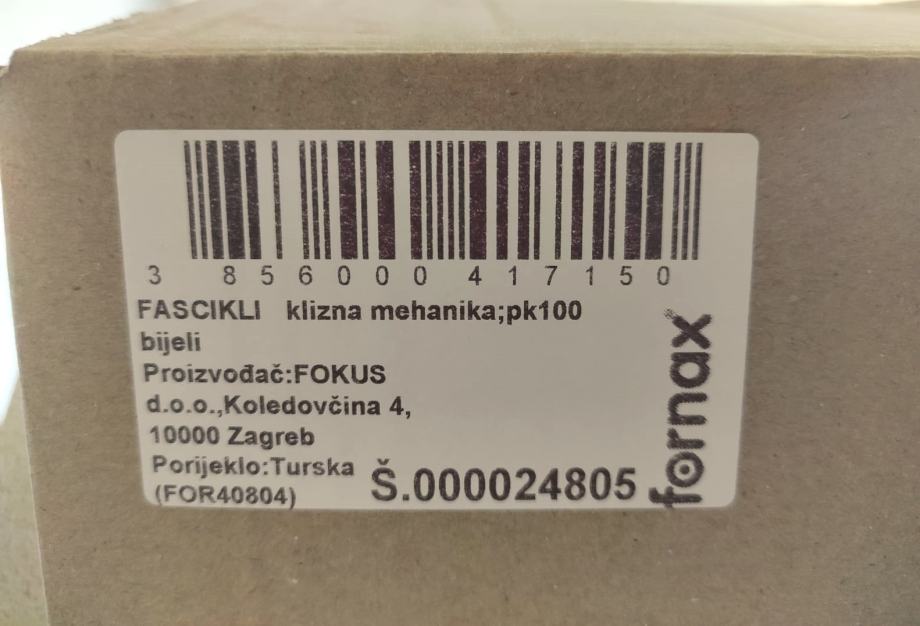 3 856000 417150
FASCIKLI klizna mehanika;pk100
bijeli
Proizvođač:FOKUS
d.o.o.,Koledovčina 4,
10000 Zagreb
Porijeklo:Turska
(FOR40804)
Š.000024805
fornax